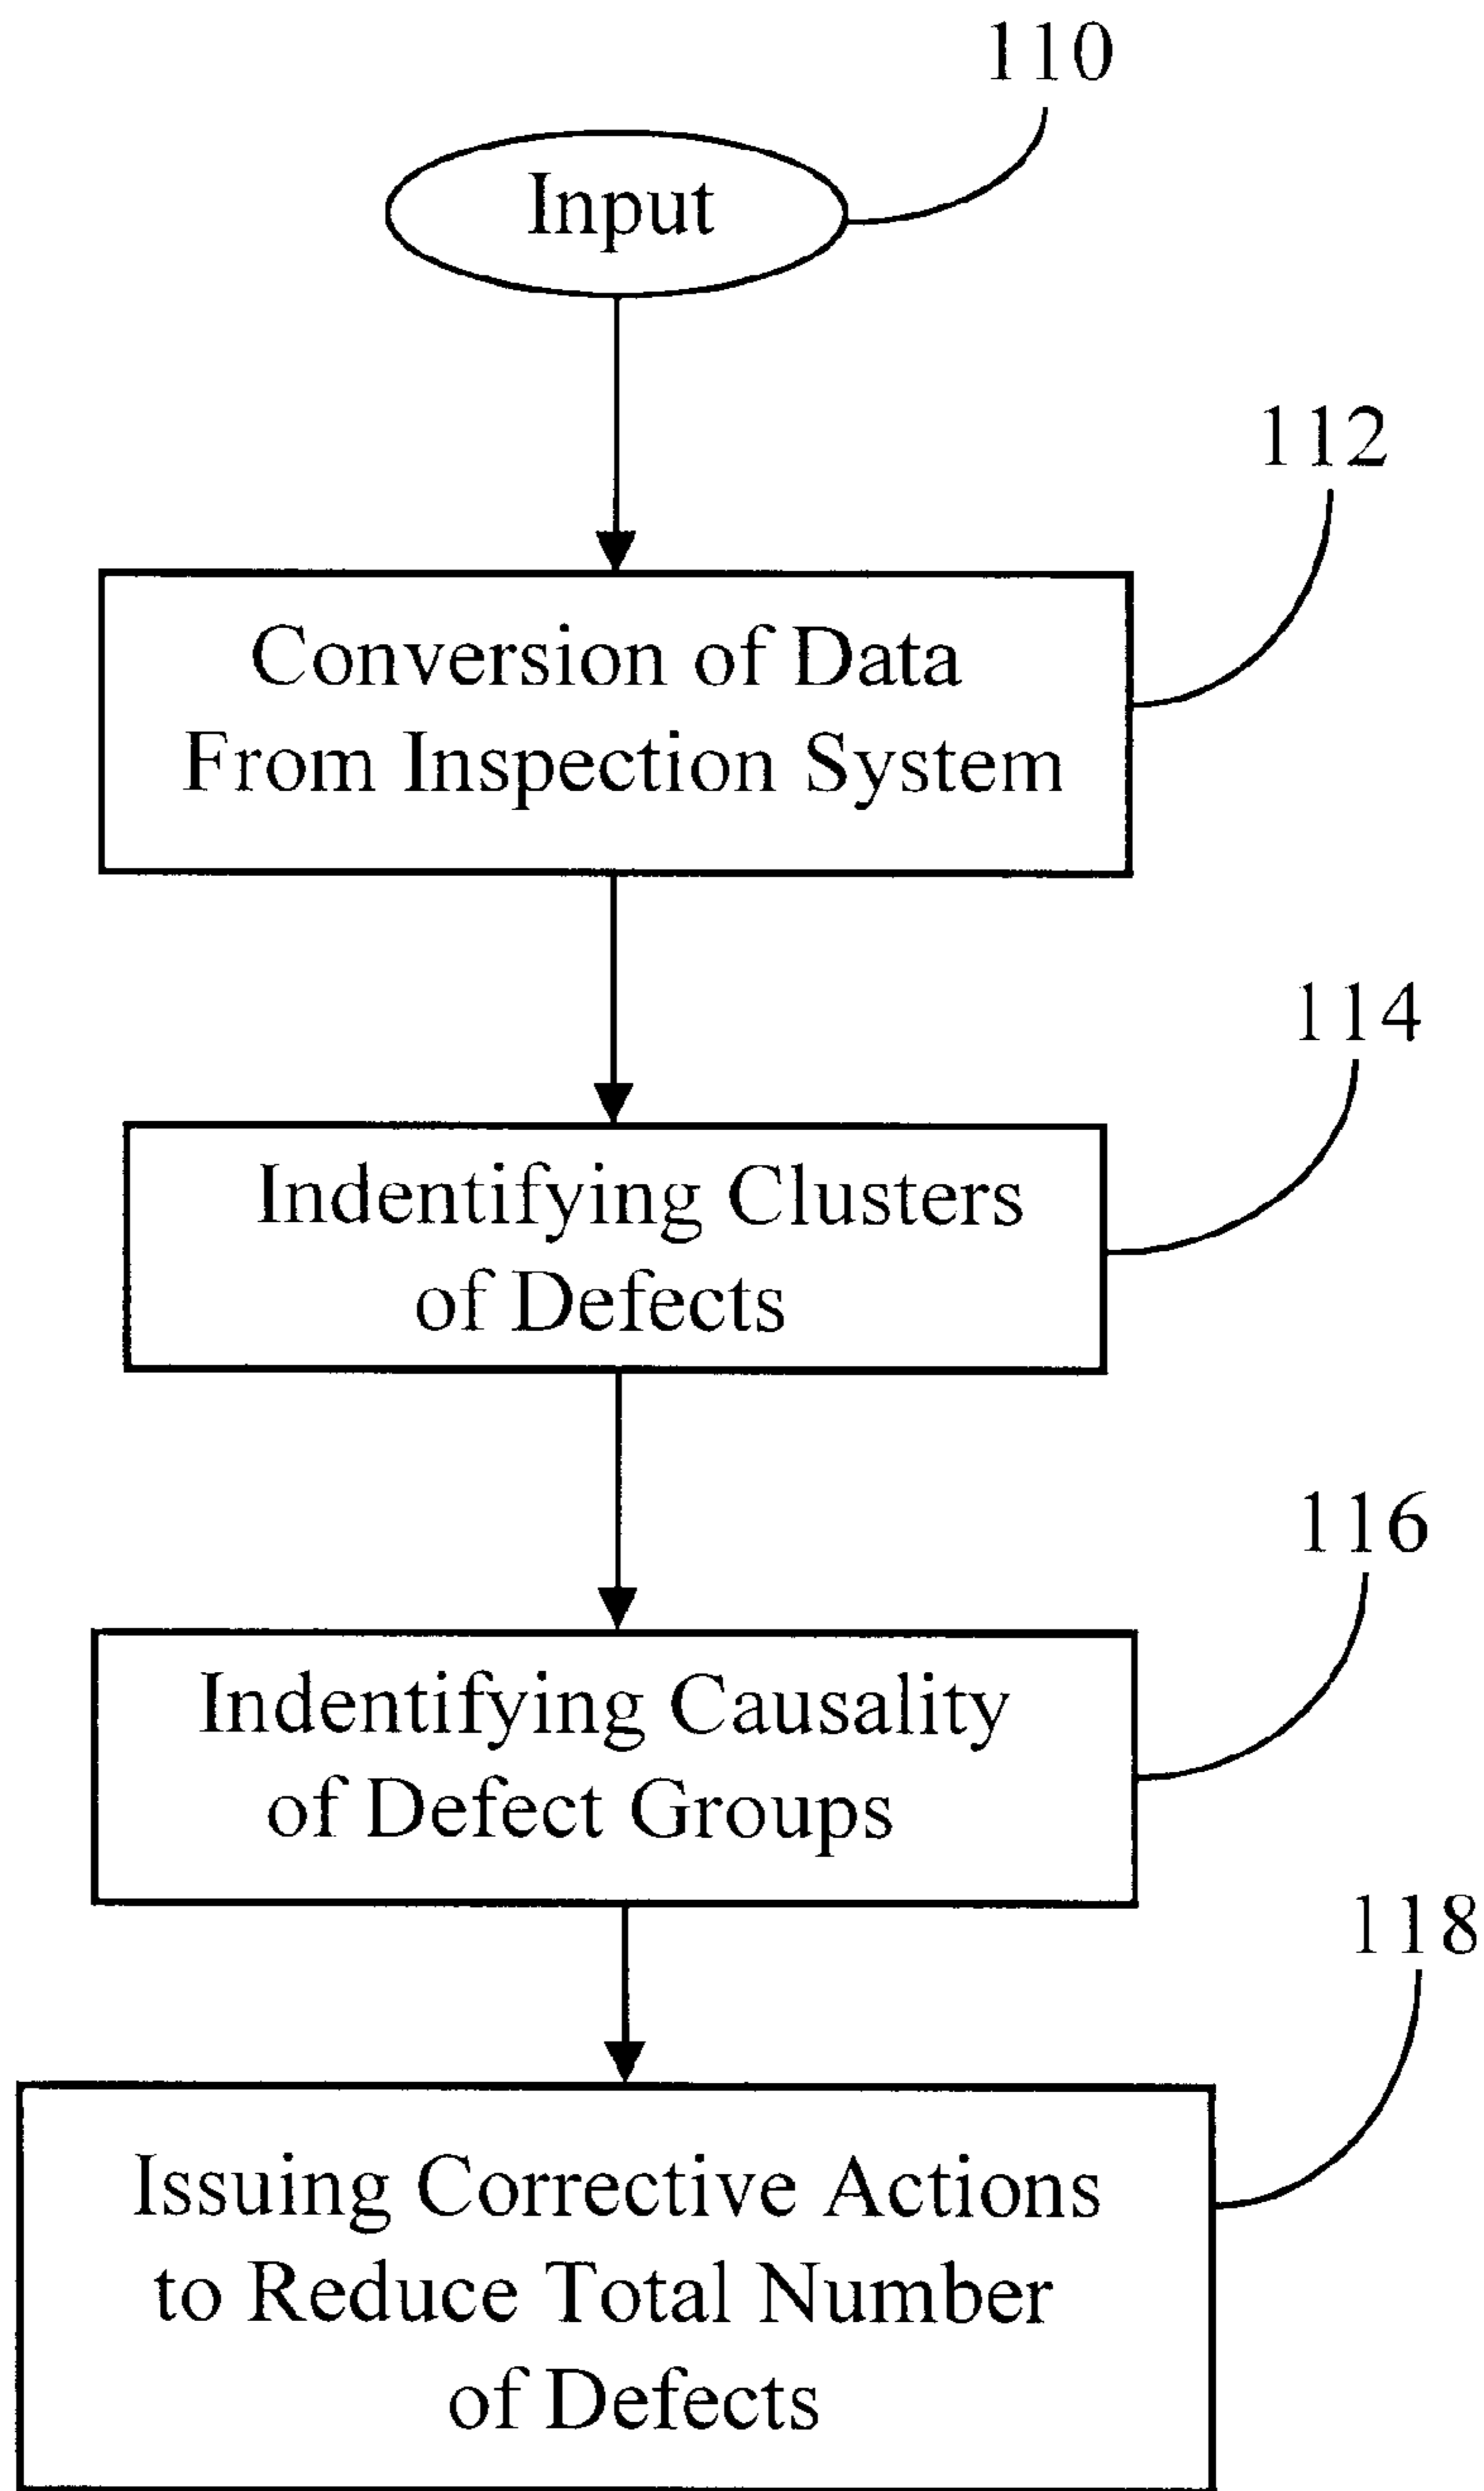 110
Input
112
Conversion of Data
From Inspection System
114
Indentifying Clusters
of Defects
116
Indentifying Causality
of Defect Groups
118
Issuing Corrective Actions
to Reduce Total Number
of Defects